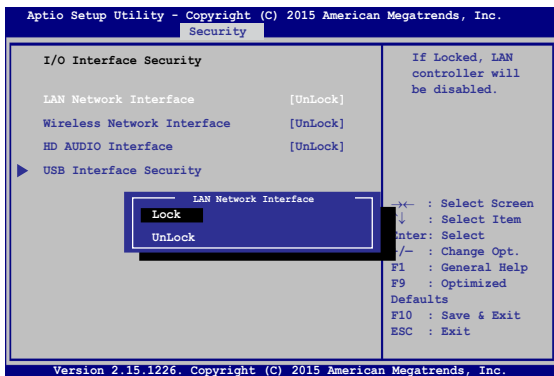 Aptio Setup Utility - Copyright (C) 2015 American Megatrends, Inc.
Security
I/O Interface Security
LAN Network Interface [UnLock]
Wireless Network Interface [UnLock]
HD AUDIO Interface [UnLock]
USB Interface Security
LAN Network Interface
Lock
UnLock
If Locked, LAN
controller will
be disabled.
→← : Select Screen
↑↓ : Select Item
Enter: Select
+/— : Change Opt.
F1 : General Help
F9 : Optimized
Defaults
F10 : Save & Exit
ESC : Exit
Version 2.15.1226. Copyright (C) 2015 American Megatrends, Inc.